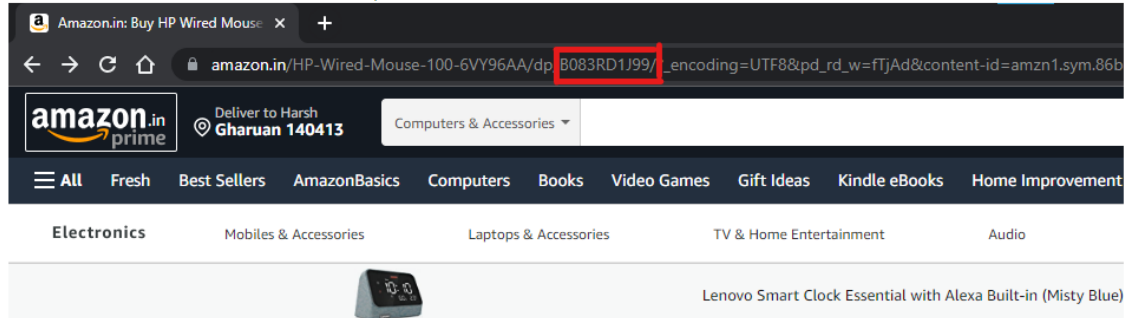 Amazon.in: Buy HP Wired Mouse
amazon.in/HP-Wired-Mouse-100-6VY96AA/dp/B083RD1J99/ _encoding=UTF8&pd_rd_w=fTjAd&content-id=amzn1.sym.86b
amazon.in prime
Deliver to Harsh
Gharuan 140413
Computers & Accessories
All Fresh Best Sellers AmazonBasics Computers Books Video Games Gift Ideas Kindle eBooks Home Improvement
Electronics Mobiles & Accessories Laptops & Accessories TV & Home Entertainment Audio
10:10
Lenovo Smart Clock Essential with Alexa Built-in (Misty Blue)